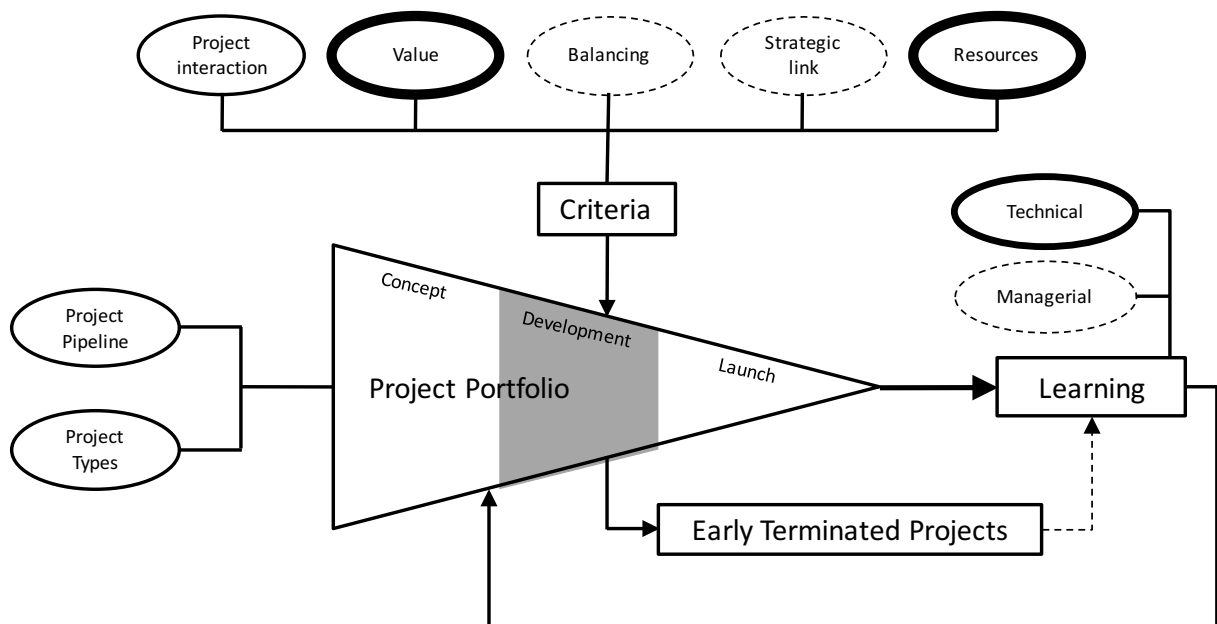 Project
interaction
Value
Balancing
Strategic
link
Resources
Criteria
Technical
Managerial
Concept
Development
Launch
Project
Pipeline
Project Portfolio
Learning
Project
Types
Early Terminated Projects